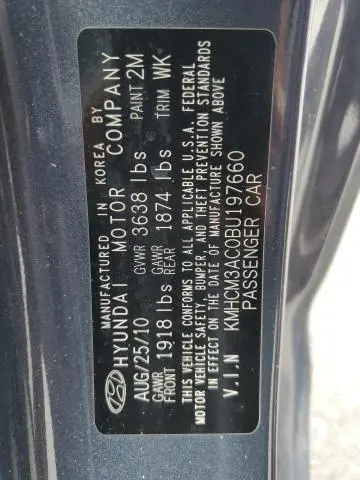 MANUFACTURED IN KOREA BY
HYUNDAI MOTOR COMPANY
AUG/25/10 GVWR 3638 lbs PAINT 2M
GAWR FRONT 1918 lbs GAWR REAR 1874 lbs TRIM WK
THIS VEHICLE CONFORMS TO ALL APPLICABLE U.S.A. FEDERAL
MOTOR VEHICLE SAFETY, BUMPER, AND THEFT PREVENTION STANDARDS
IN EFFECT ON THE DATE OF MANUFACTURE SHOWN ABOVE
V.I.N KMHCM3AC0BU197660
PASSENGER CAR